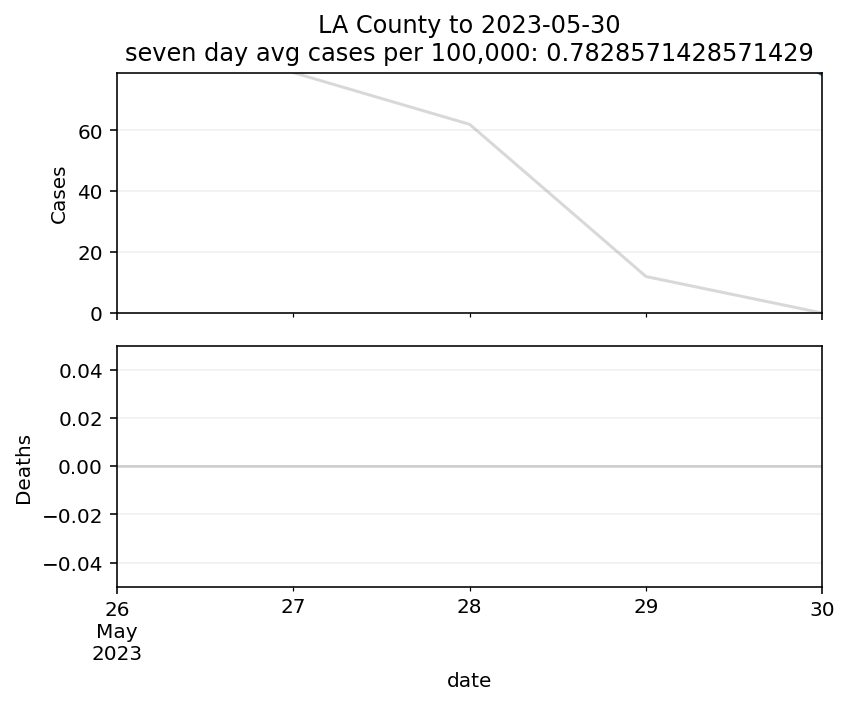 LA County to 2023-05-30
seven day avg cases per 100,000: 0.7828571428571429
Cases
60
40
20
0
Deaths
0.04
0.02
0.00
−0.02
−0.04
26
27
28
29
30
May
2023
date